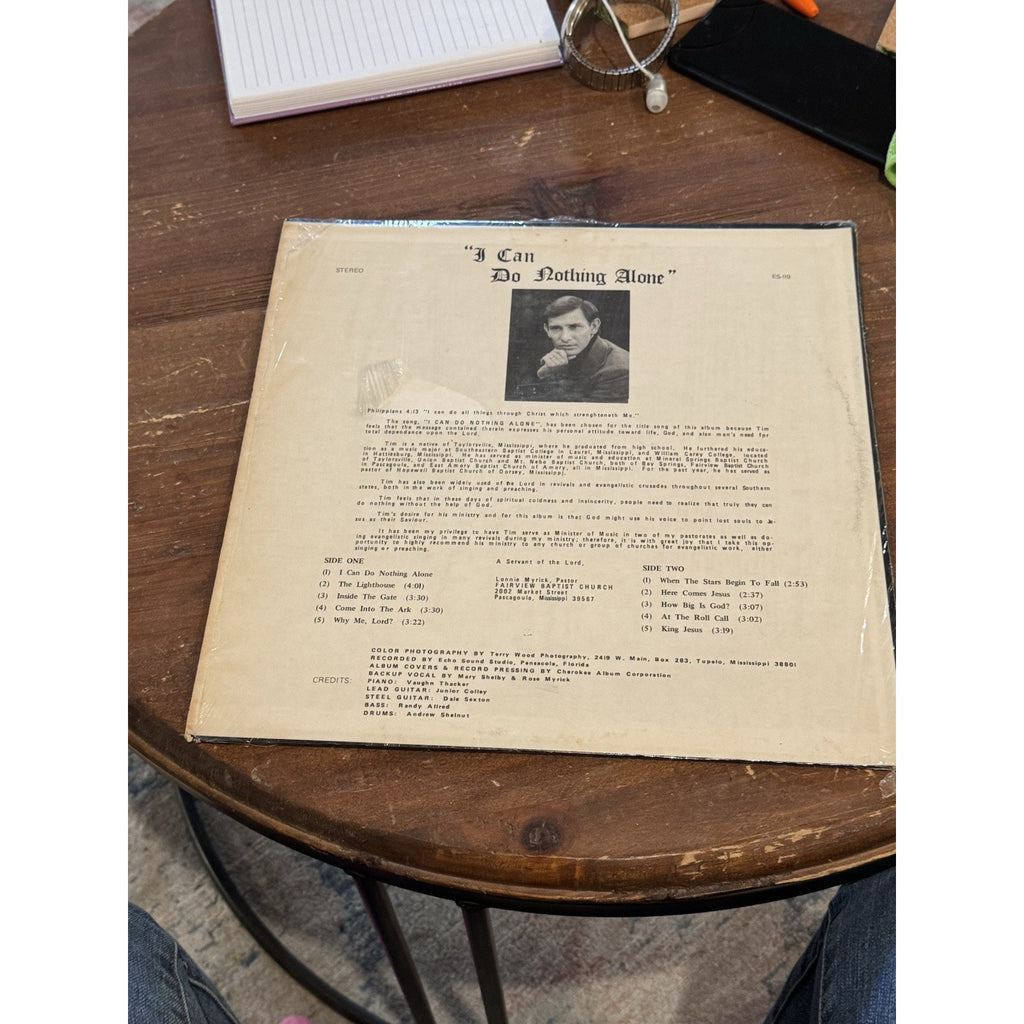 "I Can
Do Nothing Alone"
STEREO
ES-119
Philippians 4:13 "I can do all things through Christ which strenghteneth Me."
The song, "I CAN DO NOTHING ALONE", has been chosen for the title song of this album because Tim
feels that the message contained therein expresses his personal attitude toward life, God, and also man's need for
total dependence upon the Lord.
Tim is a native of Taylorsville, Mississippi, where he graduated from high school. He furthered his educa-
tion as a music major at Southeastern Baptist College in Laurel, Mississippi, and William Carey College, located
in Hattiesburg, Mississippi. He has served as minister of music and education at Mineral Springs Baptist Church
of Taylorsville, Union Baptist Church and Mt. Nebo Baptist Church, both of Bay Springs, Fairview Baptist Church
in Pascagoula, and East Amory Baptist Church of Amory, all in Mississippi. For the past year, he has served as
pastor of Hopewell Baptist Church of Dorsey, Mississippi.
Tim has also been widely used of the Lord in revivals and evangelistic crusades throughout several Southern
states, both in the work of singing and preaching.
Tim feels that in these days of spiritual coldness and insincerity, people need to realize that truly they can
do nothing without the help of God.
Tim's desire for his ministry and for this album is that God might use his voice to point lost souls to Je-
sus as their Saviour.
It has been my privilege to have Tim serve as Minister of Music in two of my pastorates as well as do-
ing evangelistic singing in many revivals during my ministry; therefore, it is with great joy that I take this op-
portunity to highly recommend his ministry to any church or group of churches for evangelistic work, either
singing or preaching.
A Servant of the Lord,
Lonnie Myrick, Pastor
FAIRVIEW BAPTIST CHURCH
2002 Market Street
Pascagoula, Mississippi 39567
SIDE ONE
(1) I Can Do Nothing Alone
(2) The Lighthouse (4:01)
(3) Inside The Gate (3:30)
(4) Come Into The Ark (3:30)
(5) Why Me, Lord? (3:22)
SIDE TWO
(1) When The Stars Begin To Fall (2:53)
(2) Here Comes Jesus (2:37)
(3) How Big Is God? (3:07)
(4) At The Roll Call (3:02)
(5) King Jesus (3:19)
CREDITS:
COLOR PHOTOGRAPHY BY Terry Wood Photography, 2419 W. Main, Box 283, Tupelo, Mississippi 38801
RECORDED BY Echo Sound Studio, Pensacola, Florida
ALBUM COVERS & RECORD PRESSING BY Cherokee Album Corporation
BACKUP VOCAL BY Mary Shelby & Rose Myrick
PIANO: Vaughn Thacker
LEAD GUITAR: Junior Colley
STEEL GUITAR: Dale Sexton
BASS: Randy Allred
DRUMS: Andrew Shelnut